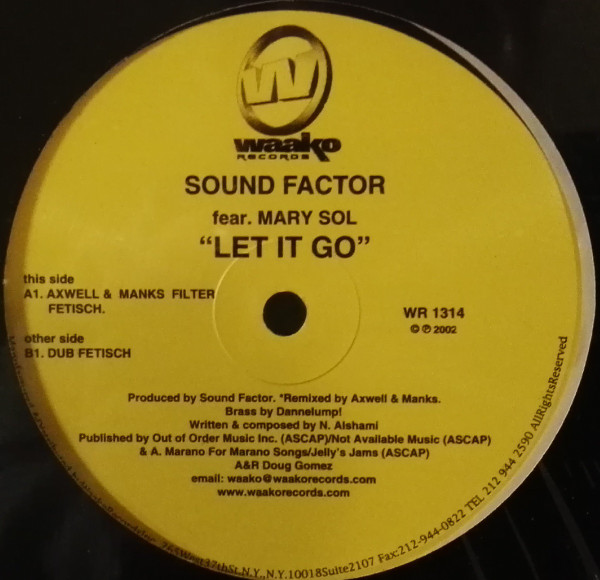 W
waako
RECORDS
SOUND FACTOR
fear. MARY SOL
“LET IT GO”
this side
A1. AXWELL & MANKS FILTER
FETISCH.
other side
B1. DUB FETISCH
WR 1314
© ℗ 2002
Produced by Sound Factor. *Remixed by Axwell & Manks.
Brass by Dannelump!
Written & composed by N. Alshami
Published by Out of Order Music Inc. (ASCAP)/Not Available Music (ASCAP)
& A. Marano For Marano Songs/Jelly's Jams (ASCAP)
A&R Doug Gomez
email: waako@waakorecords.com
www.waakorecords.com
West 37thSt,N.Y.,N.Y.10018Suite2107 Fax:212-944-0822 TEL 212 944 2590 AllRightsReserved